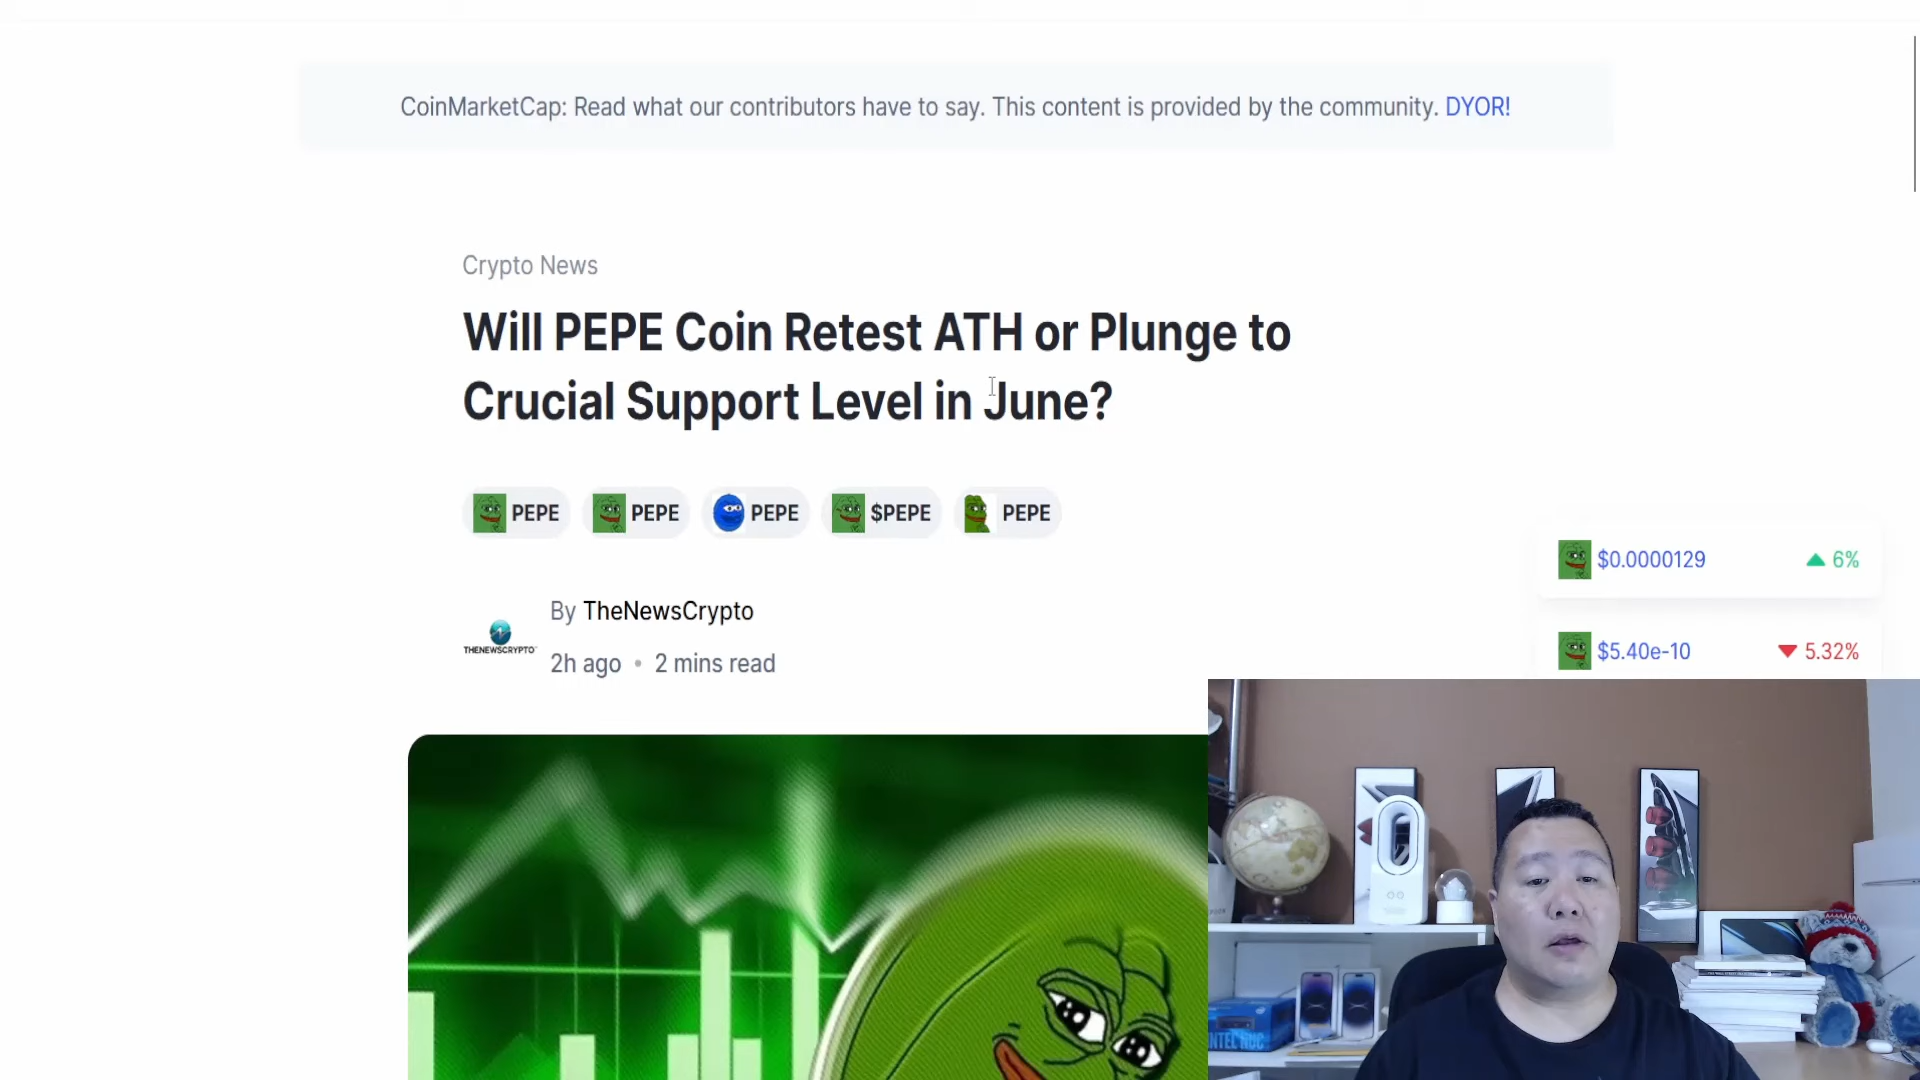 CoinMarketCap: Read what our contributors have to say. This content is provided by the community. DYOR!
Crypto News
Will PEPE Coin Retest ATH or Plunge to
Crucial Support Level in June?
PEPE PEPE PEPE $PEPE PEPE
By TheNewsCrypto
THENEWSCRYPTO
2h ago • 2 mins read
$0.0000129 6%
$5.40e-10 5.32%